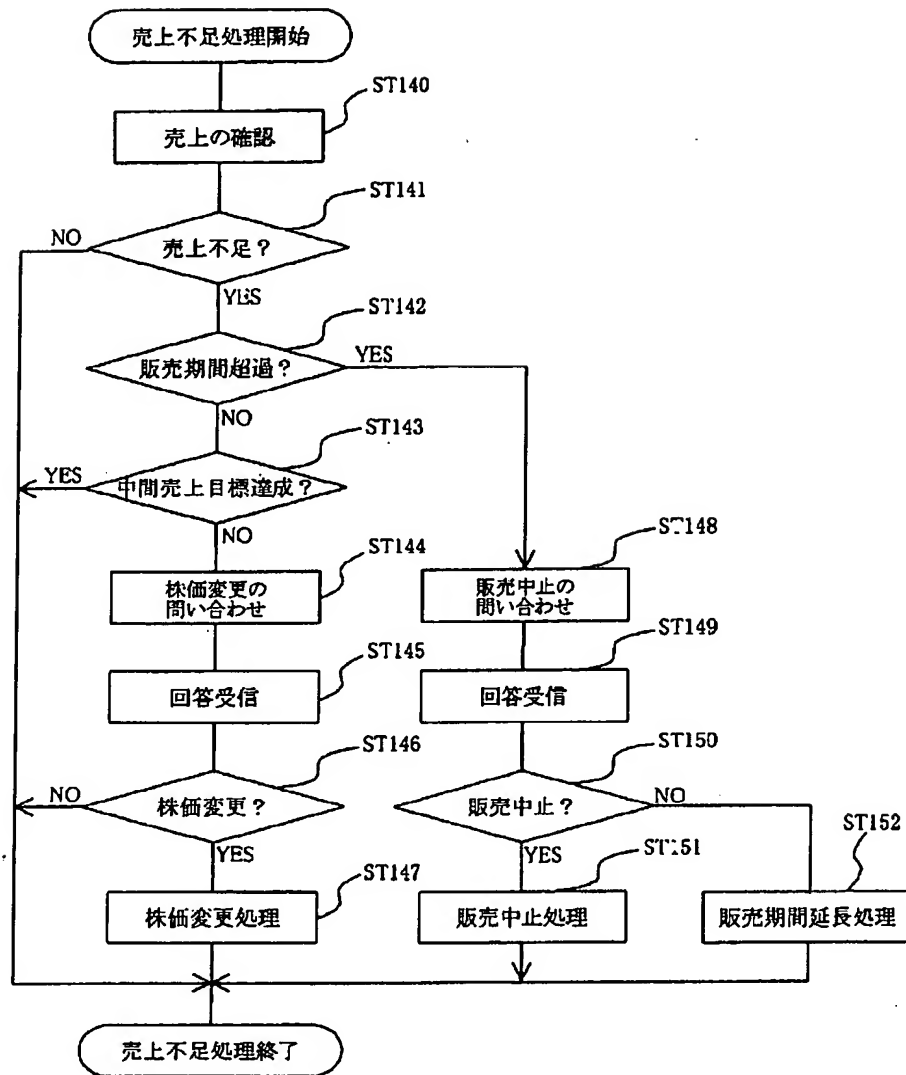 売上不足処理開始
ST140
売上の確認
ST141
NO
売上不足?
YES
ST142
販売期間超過?
YES
NO
ST143
YES
中間売上目標達成?
NO
ST144
ST148
株価変更の
問い合わせ
販売中止の
問い合わせ
ST145
ST149
回答受信
回答受信
ST146
ST150
NO
株価変更?
販売中止?
NO
YES
YES
ST147
ST151
ST152
株価変更処理
販売中止処理
販売期間延長処理
売上不足処理終了